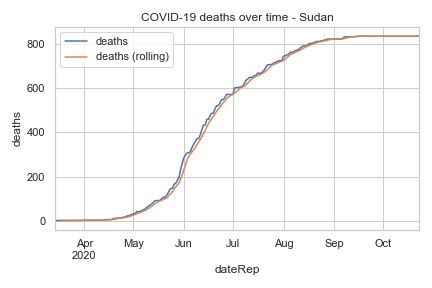 COVID-19 deaths over time - Sudan
deaths
deaths (rolling)
800
600
400
200
0
deaths
Apr
2020
May
Jun
Jul
Aug
Sep
Oct
dateRep